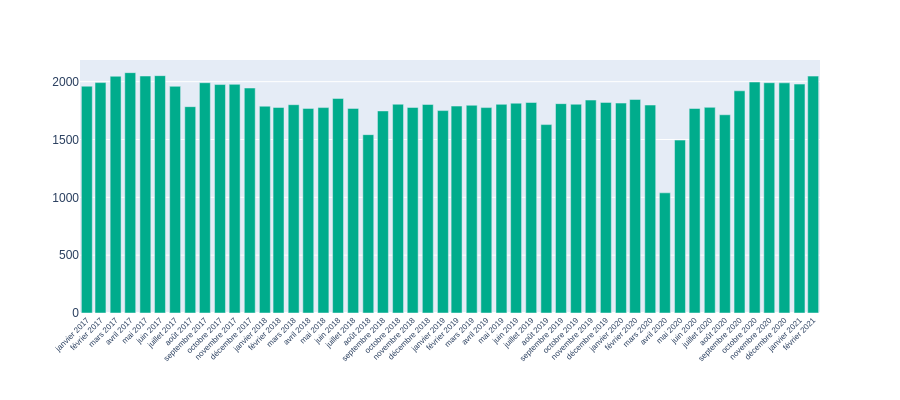 2000
1500
1000
500
0
janvier 2017
février 2017
mars 2017
avril 2017
mai 2017
juin 2017
juillet 2017
août 2017
septembre 2017
octobre 2017
novembre 2017
décembre 2017
janvier 2018
février 2018
mars 2018
avril 2018
mai 2018
juin 2018
juillet 2018
août 2018
septembre 2018
octobre 2018
novembre 2018
décembre 2018
janvier 2019
février 2019
mars 2019
avril 2019
mai 2019
juin 2019
juillet 2019
août 2019
septembre 2019
octobre 2019
novembre 2019
décembre 2019
janvier 2020
février 2020
mars 2020
avril 2020
mai 2020
juin 2020
juillet 2020
août 2020
septembre 2020
octobre 2020
novembre 2020
décembre 2020
janvier 2021
février 2021